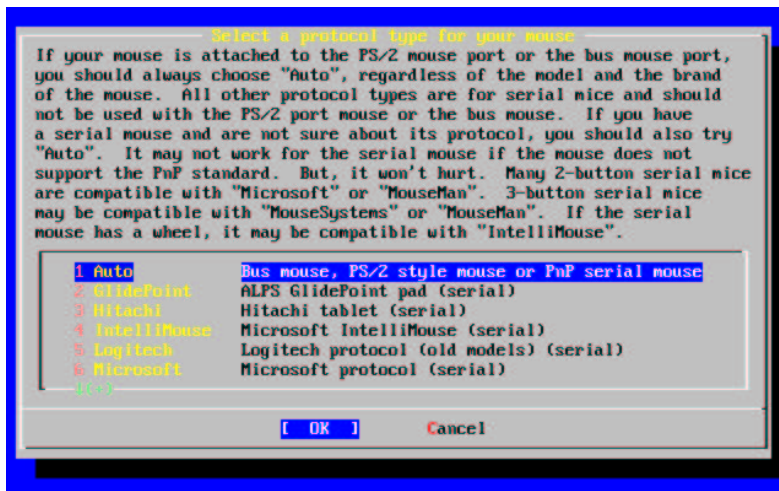 Select a protocol type for your mouse
If your mouse is attached to the PS/2 mouse port or the bus mouse port,
you should always choose "Auto", regardless of the model and the brand
of the mouse.  All other protocol types are for serial mice and should
not be used with the PS/2 port mouse or the bus mouse.  If you have
a serial mouse and are not sure about its protocol, you should also try
"Auto".  It may not work for the serial mouse if the mouse does not
support the PnP standard.  But, it won't hurt.  Many 2-button serial mice
are compatible with "Microsoft" or "MouseMan".  3-button serial mice
may be compatible with "MouseSystems" or "MouseMan".  If the serial
mouse has a wheel, it may be compatible with "IntelliMouse".
1 Auto Bus mouse, PS/2 style mouse or PnP serial mouse
2 GlidePoint ALPS GlidePoint pad (serial)
3 Hitachi Hitachi tablet (serial)
4 IntelliMouse Microsoft IntelliMouse (serial)
5 Logitech Logitech protocol (old models) (serial)
6 Microsoft Microsoft protocol (serial)
(+)
[ OK ] Cancel